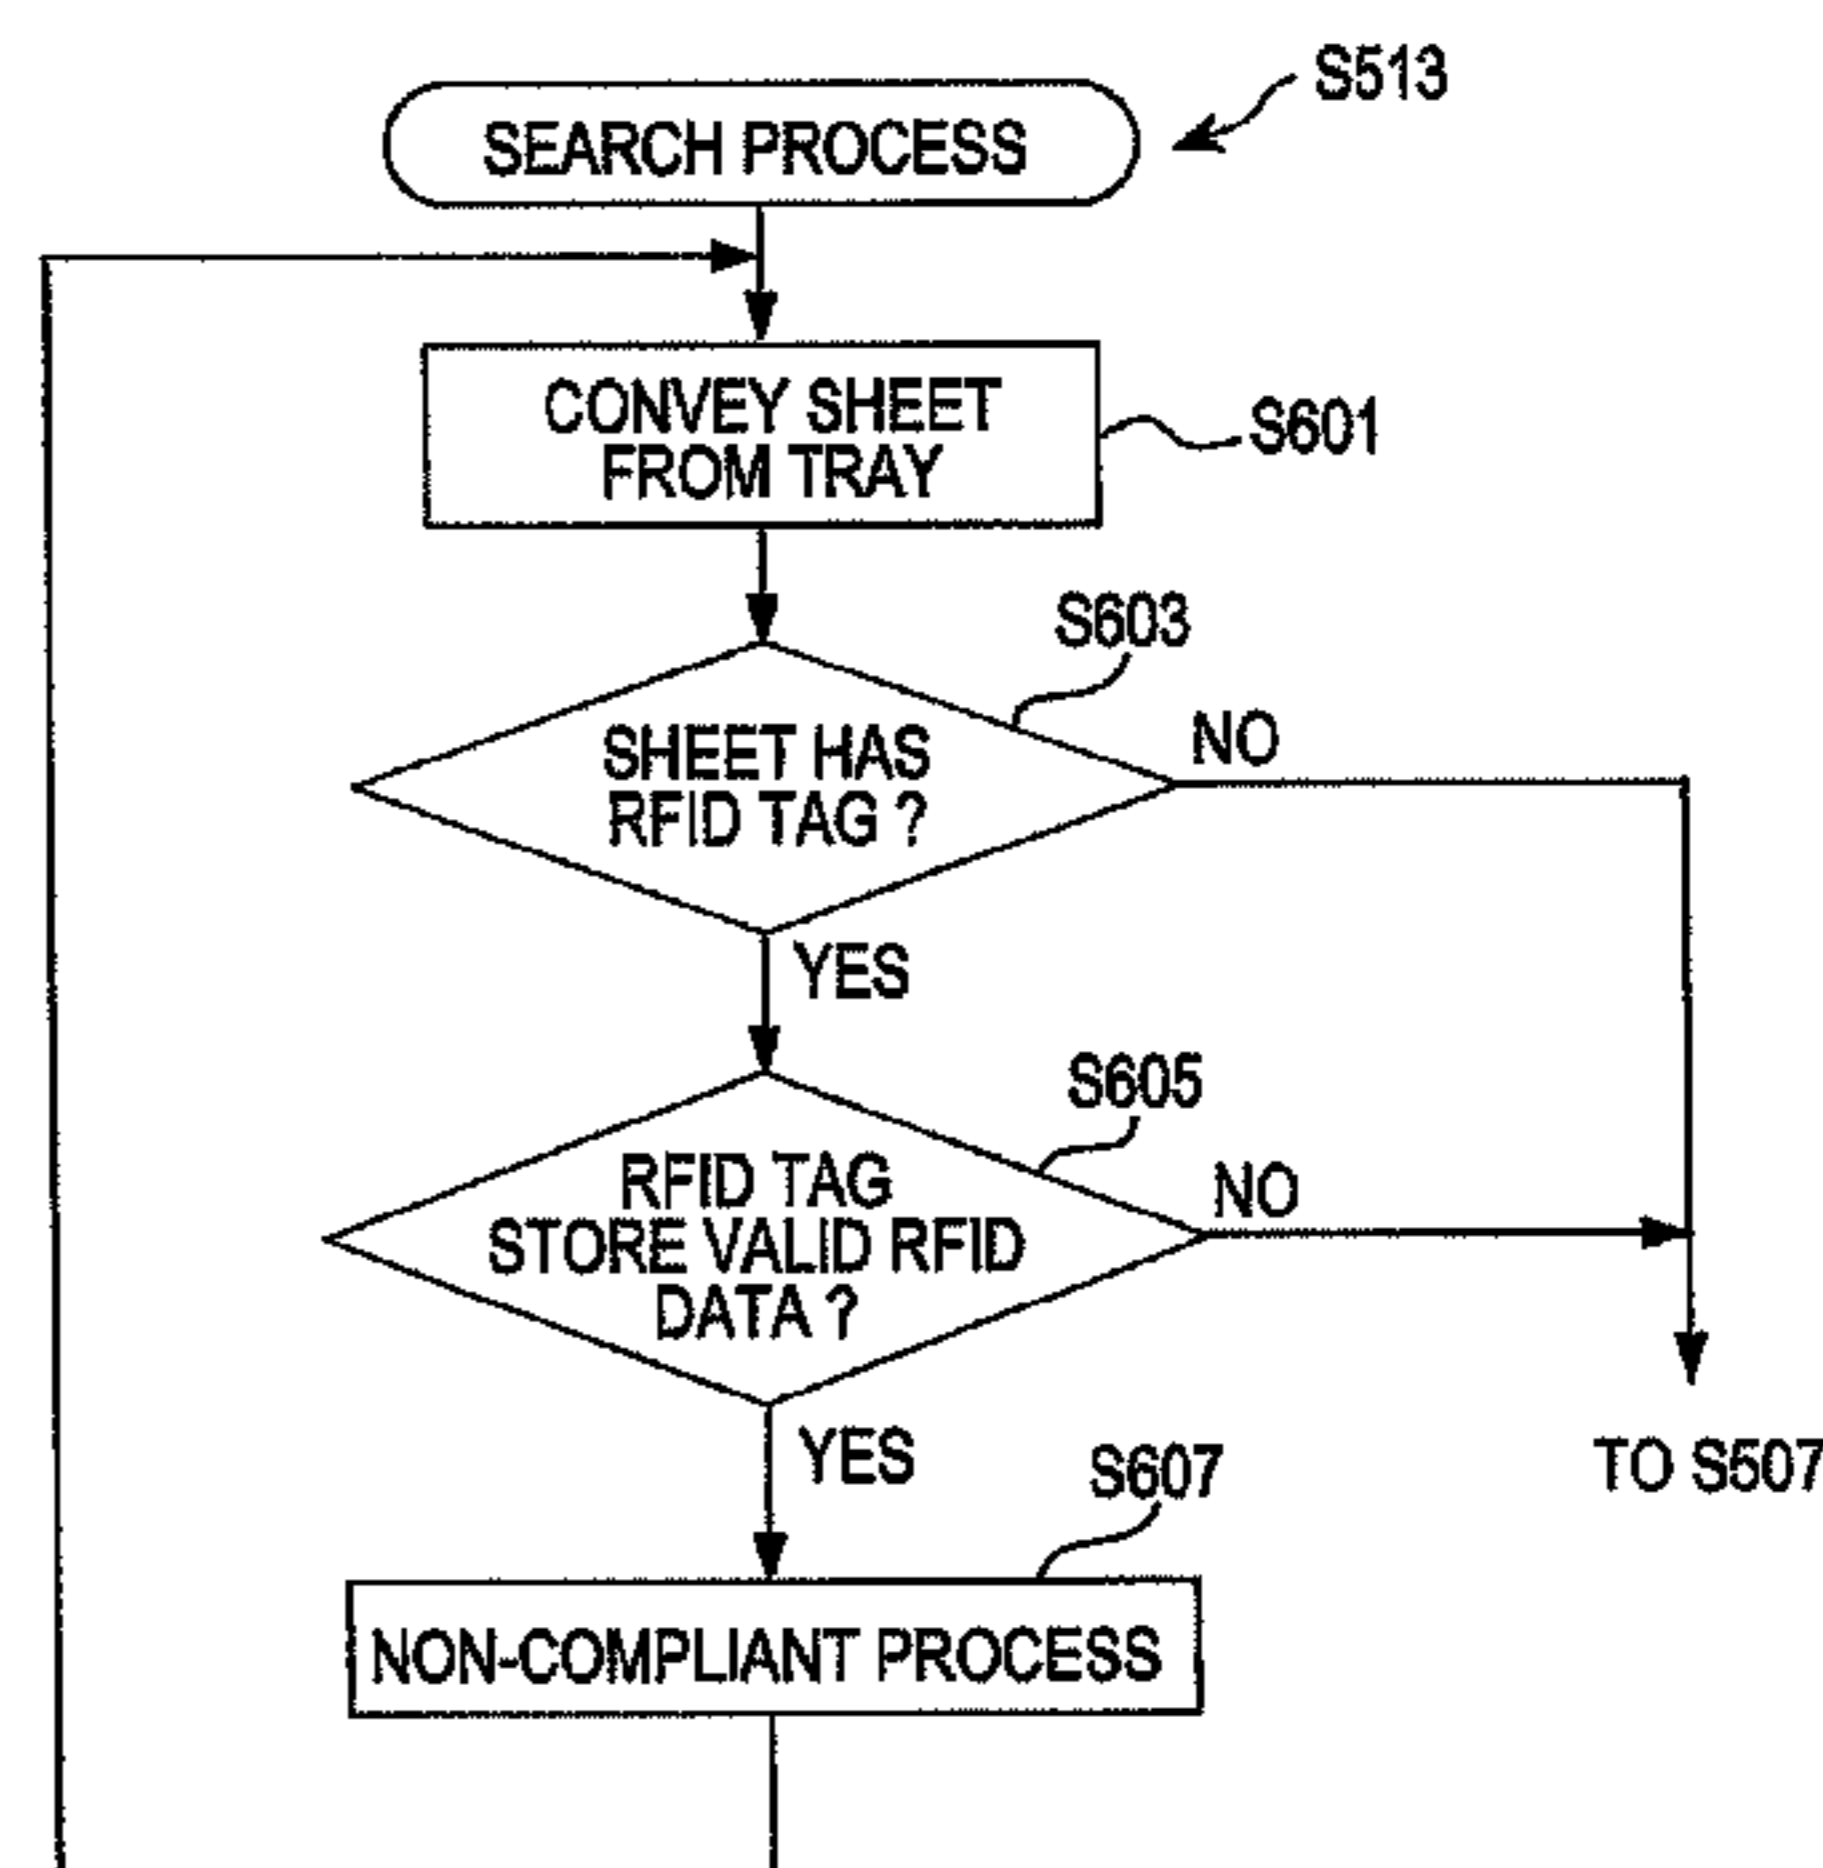 S513
SEARCH PROCESS
CONVEY SHEET
FROM TRAY
S601
S603
SHEET HAS
RFID TAG ?
NO
YES
S605
RFID TAG
STORE VALID RFID
DATA ?
NO
YES
TO S507
S607
NON-COMPLIANT PROCESS